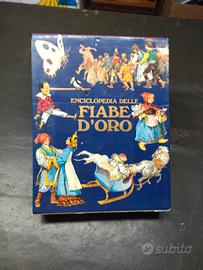 ENCICLOPEDIA DELLE
FIABE
D'ORO
subito